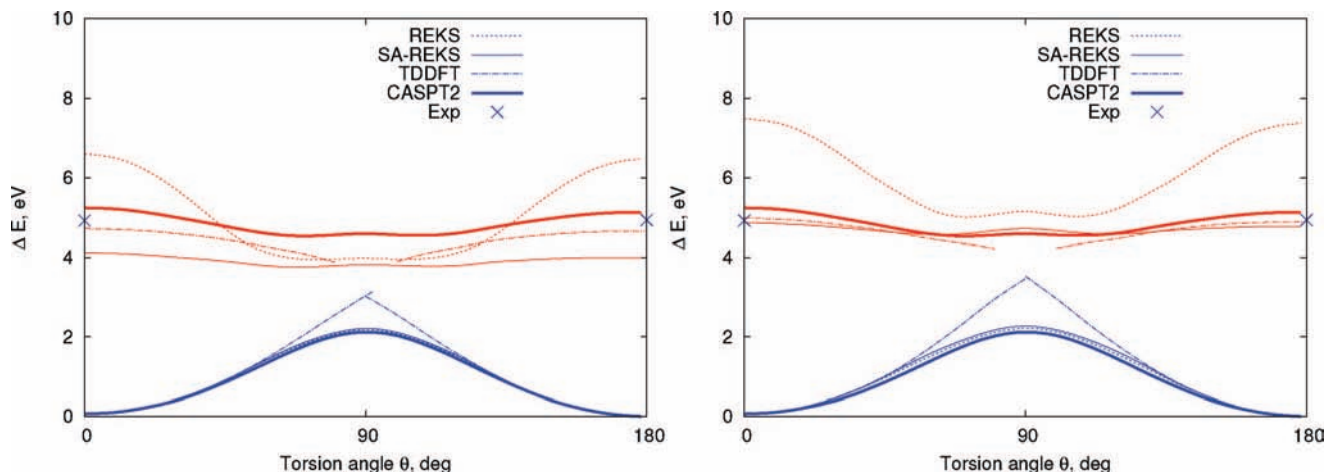 10
8
6
4
2
0
Δ E, eV
REKS
SA-REKS
TDDFT
CASPT2
Exp
0
90
180
Torsion angle θ, deg
10
8
6
4
2
0
Δ E, eV
REKS
SA-REKS
TDDFT
CASPT2
Exp
0
90
180
Torsion angle θ, deg